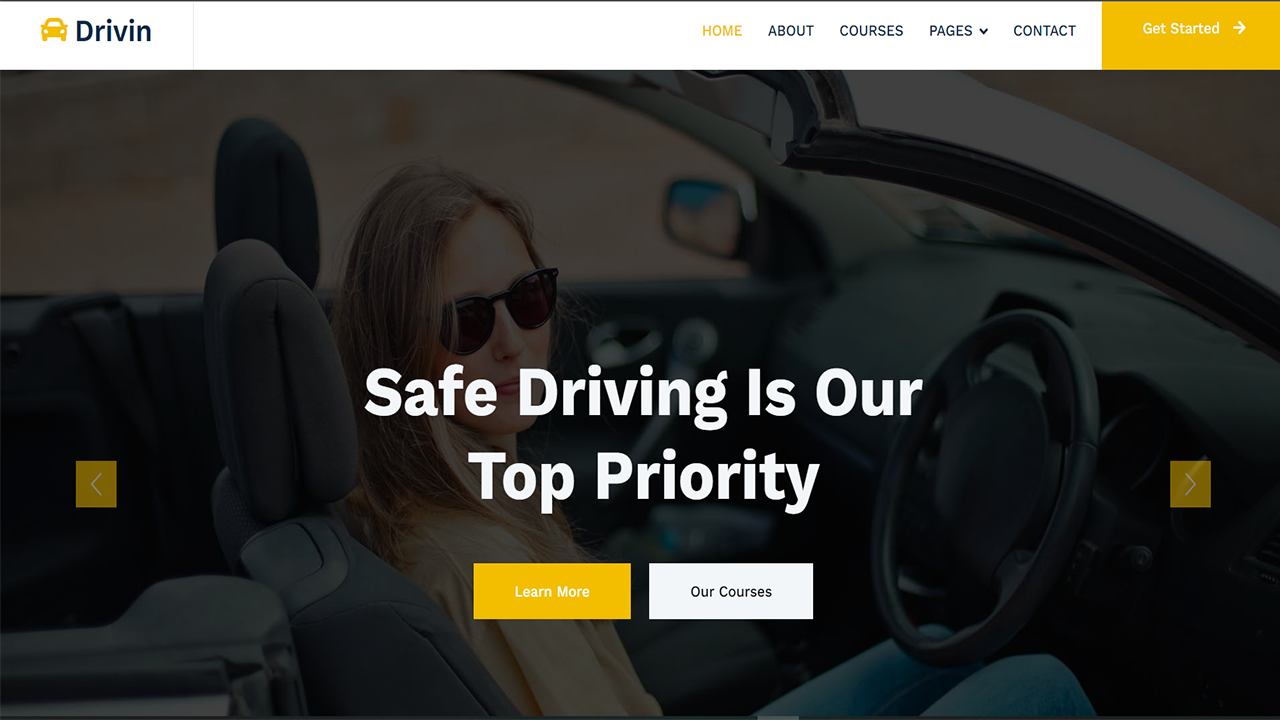 Drivin
HOME ABOUT COURSES PAGES CONTACT
Get Started
Safe Driving Is Our
Top Priority
Learn More
Our Courses